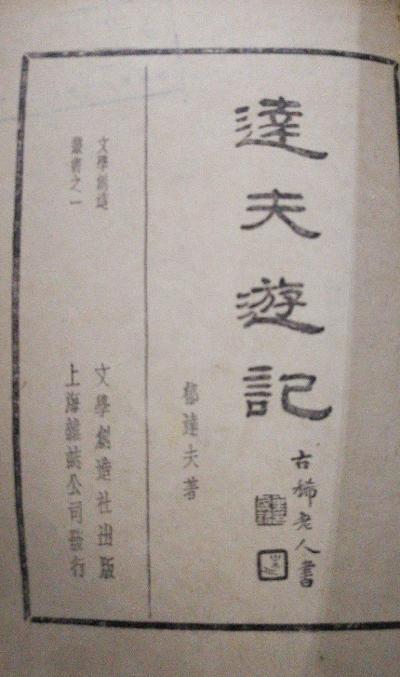 達夫遊記
古稀老人書
郁達夫著
文學創造
叢書之一
文學創造社出版
上海雜誌公司發行